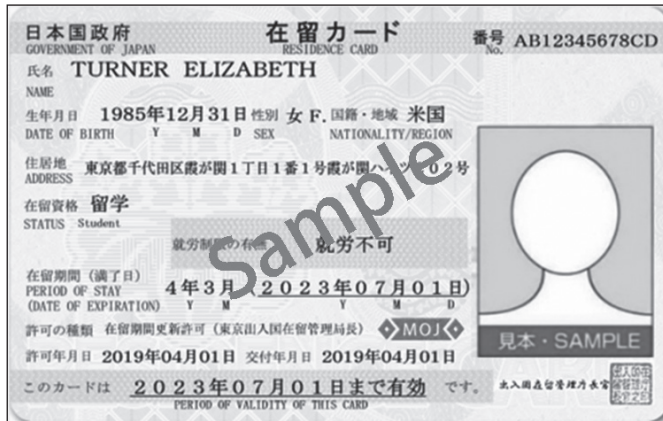 日本国政府 在留カード 番号 AB12345678CD
GOVERNMENT OF JAPAN RESIDENCE CARD No.
氏名 TURNER ELIZABETH
NAME
生年月日 1985年12月31日 性別 女 F. 国籍・地域 米国
DATE OF BIRTH Y M D SEX NATIONALITY/REGION
住居地 東京都千代田区霞が関1丁目1番1号霞が関ハイツ 02号
ADDRESS
在留資格 留学
STATUS Student
就労制限の有無 就労不可
在留期間(満了日) 4年3月(2023年07月01日)
PERIOD OF STAY Y M Y M D
(DATE OF EXPIRATION)
許可の種類 在留期間更新許可(東京出入国在留管理局長) MOJ
許可年月日 2019年04月01日 交付年月日 2019年04月01日
このカードは 2023年07月01日まで有効 です。
PERIOD OF VALIDITY OF THIS CARD
見本・SAMPLE
出入国在留管理庁長官
Sample